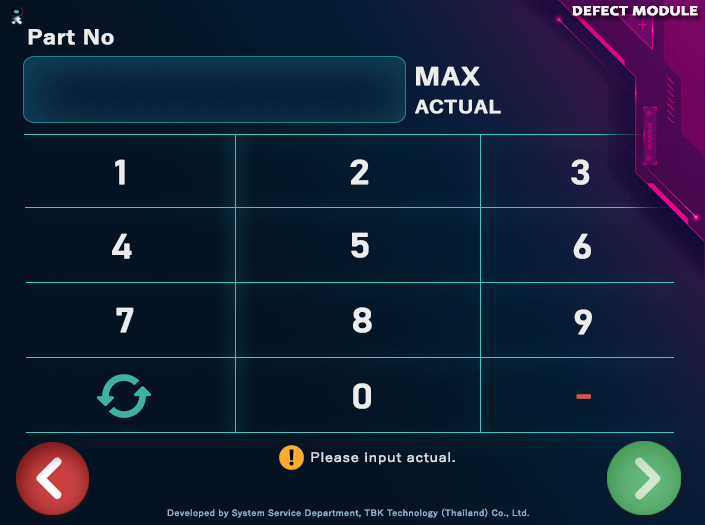 DEFECT MODULE
Part No
MAX
ACTUAL
1 2 3
4 5 6
7 8 9
0 -
! Please input actual.
Developed by System Service Department, TBK Technology (Thailand) Co., Ltd.